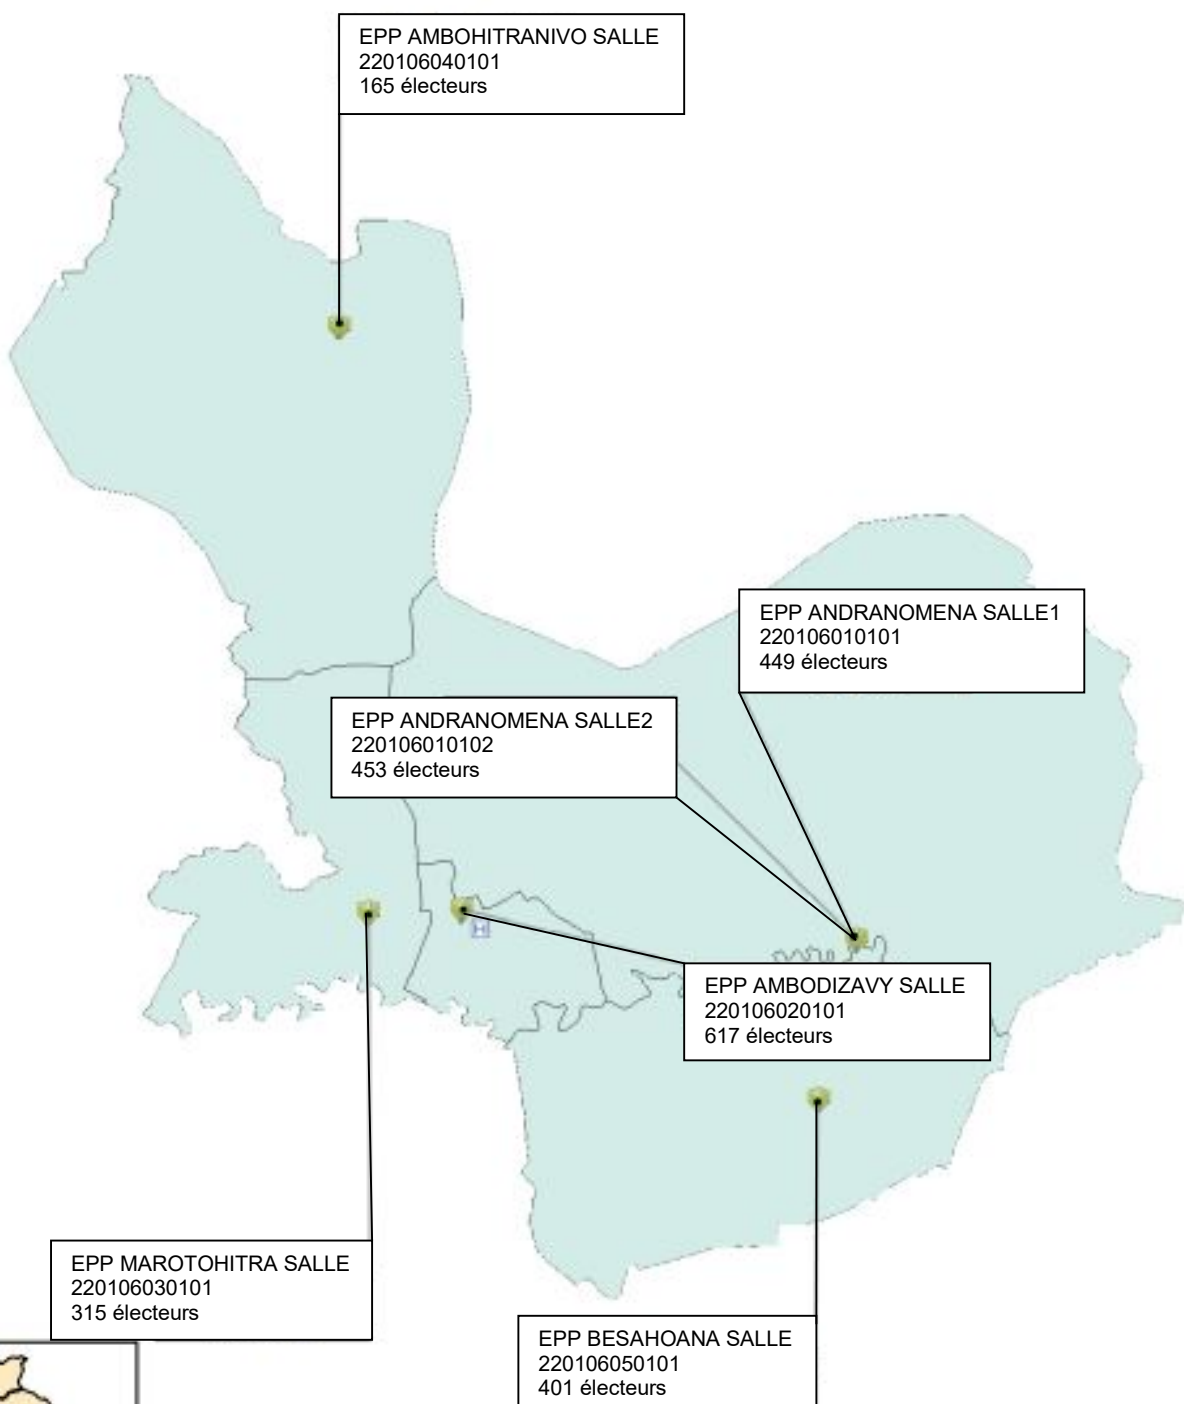 EPP AMBOHITRANIVO SALLE
220106040101
165 électeurs
EPP ANDRANOMENA SALLE1
220106010101
449 électeurs
EPP ANDRANOMENA SALLE2
220106010102
453 électeurs
H
EPP AMBODIZAVY SALLE
220106020101
617 électeurs
EPP MAROTOHITRA SALLE
220106030101
315 électeurs
EPP BESAHOANA SALLE
220106050101
401 électeurs